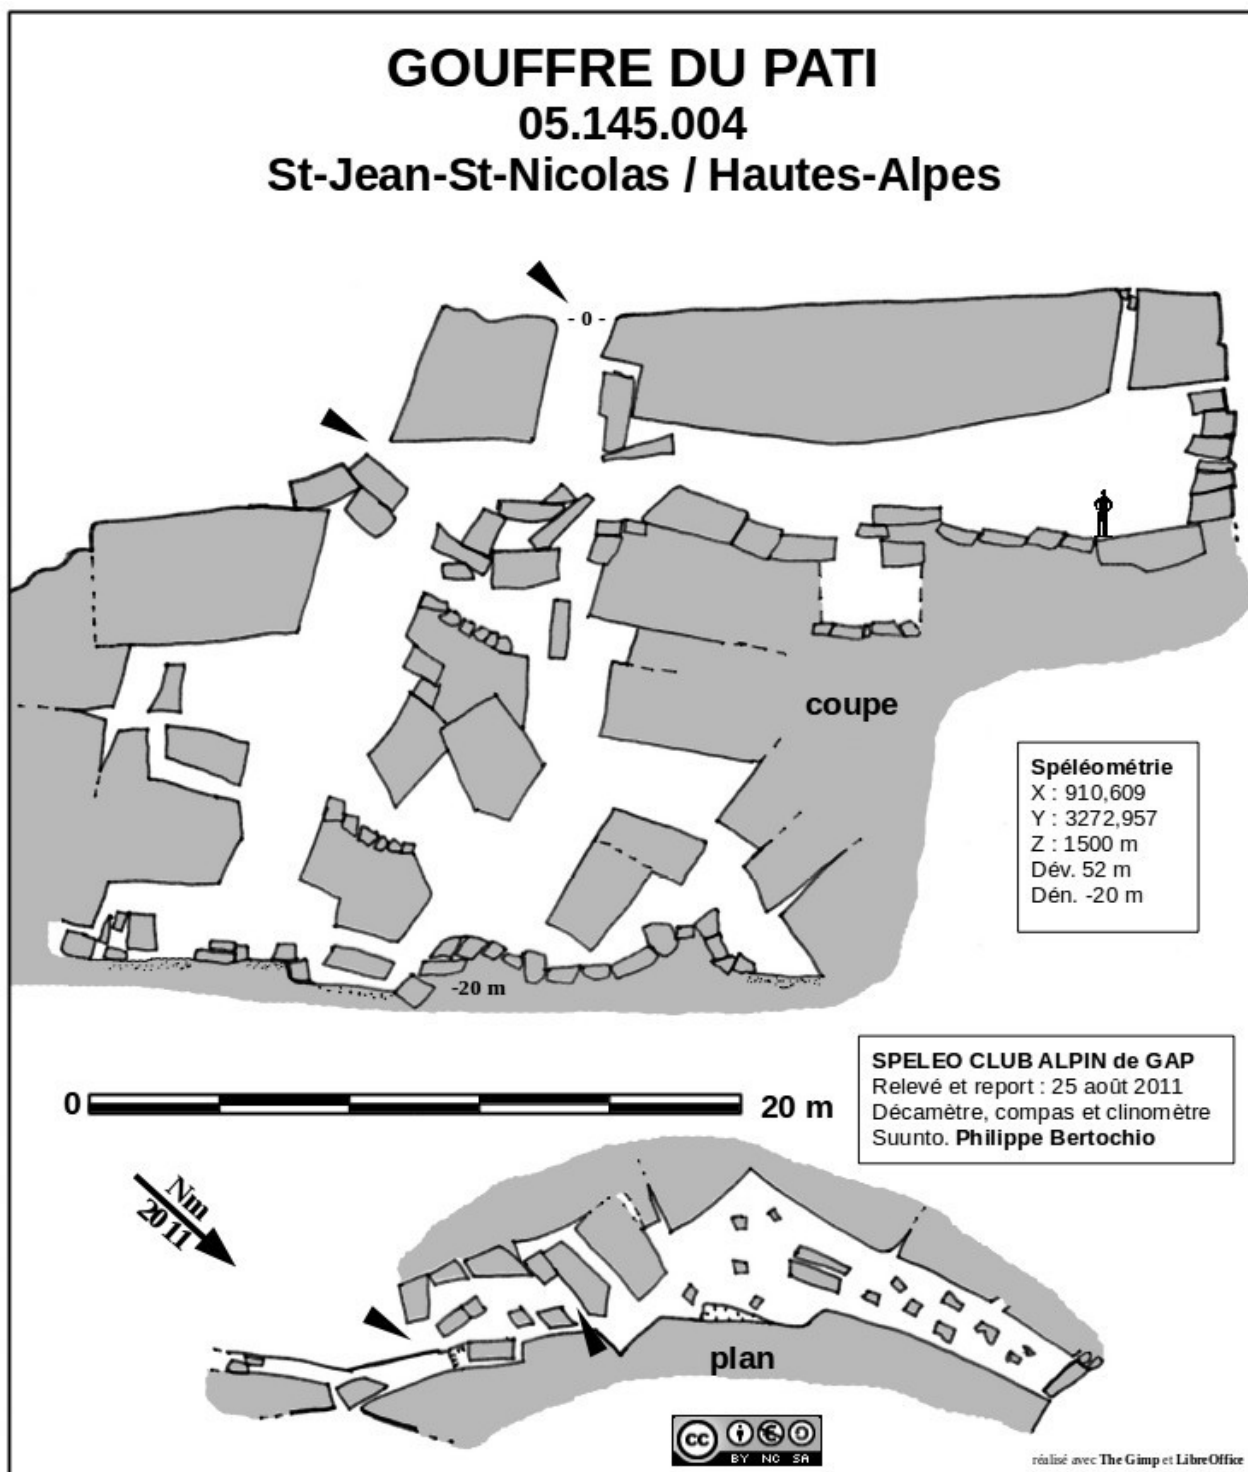 GOUFFRE DU PATI
05.145.004
St-Jean-St-Nicolas / Hautes-Alpes
- 0 -
coupe
Spéléométrie
X : 910,609
Y : 3272,957
Z : 1500 m
Dév. 52 m
Dén. -20 m
-20 m
SPELEO CLUB ALPIN de GAP
Relevé et report : 25 août 2011
Décamètre, compas et clinomètre
Suunto. Philippe Bertochio
0
20 m
Nm
2011
plan
cc
BY NC SA
réalisé avec The Gimp et LibreOffice